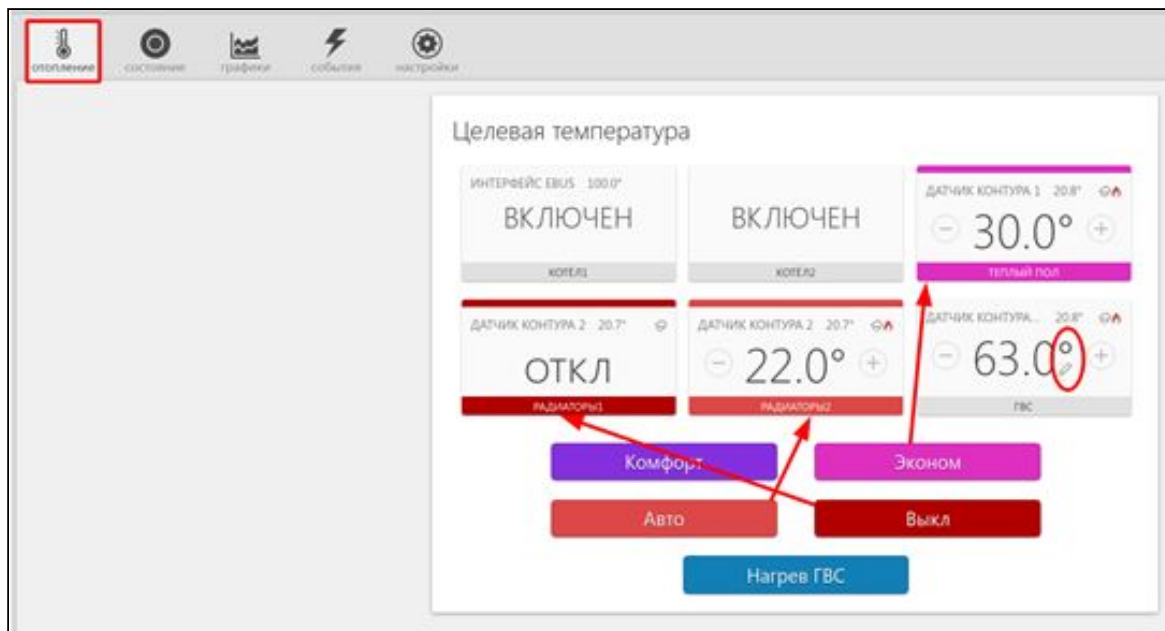 отопление состояние графики события настройки
Целевая температура
ИНТЕРФЕЙС EBUS 100.0°
ВКЛЮЧЕН
КОТЁЛ1
ВКЛЮЧЕН
КОТЁЛ2
ДАТЧИК КОНТУРА 1 20.8°
30.0°
ТЕПЛЫЙ ПОЛ
ДАТЧИК КОНТУРА 2 20.7°
ОТКЛ
РАДИАТОРЫ1
ДАТЧИК КОНТУРА 2 20.7°
22.0°
РАДИАТОРЫ2
ДАТЧИК КОНТУРА... 20.8°
63.0°
ГВС
Комфорт Эконом
Авто Выкл
Нагрев ГВС